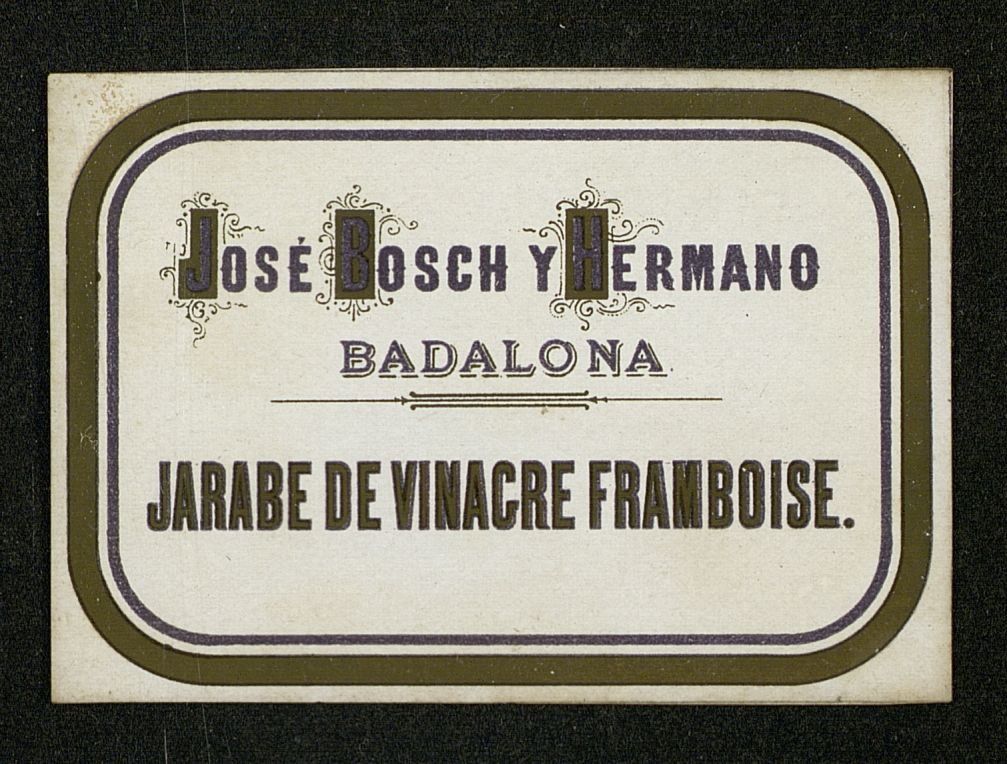 JOSÉ BOSCH Y HERMANO
BADALONA
JARABE DE VINAGRE FRAMBOISE.